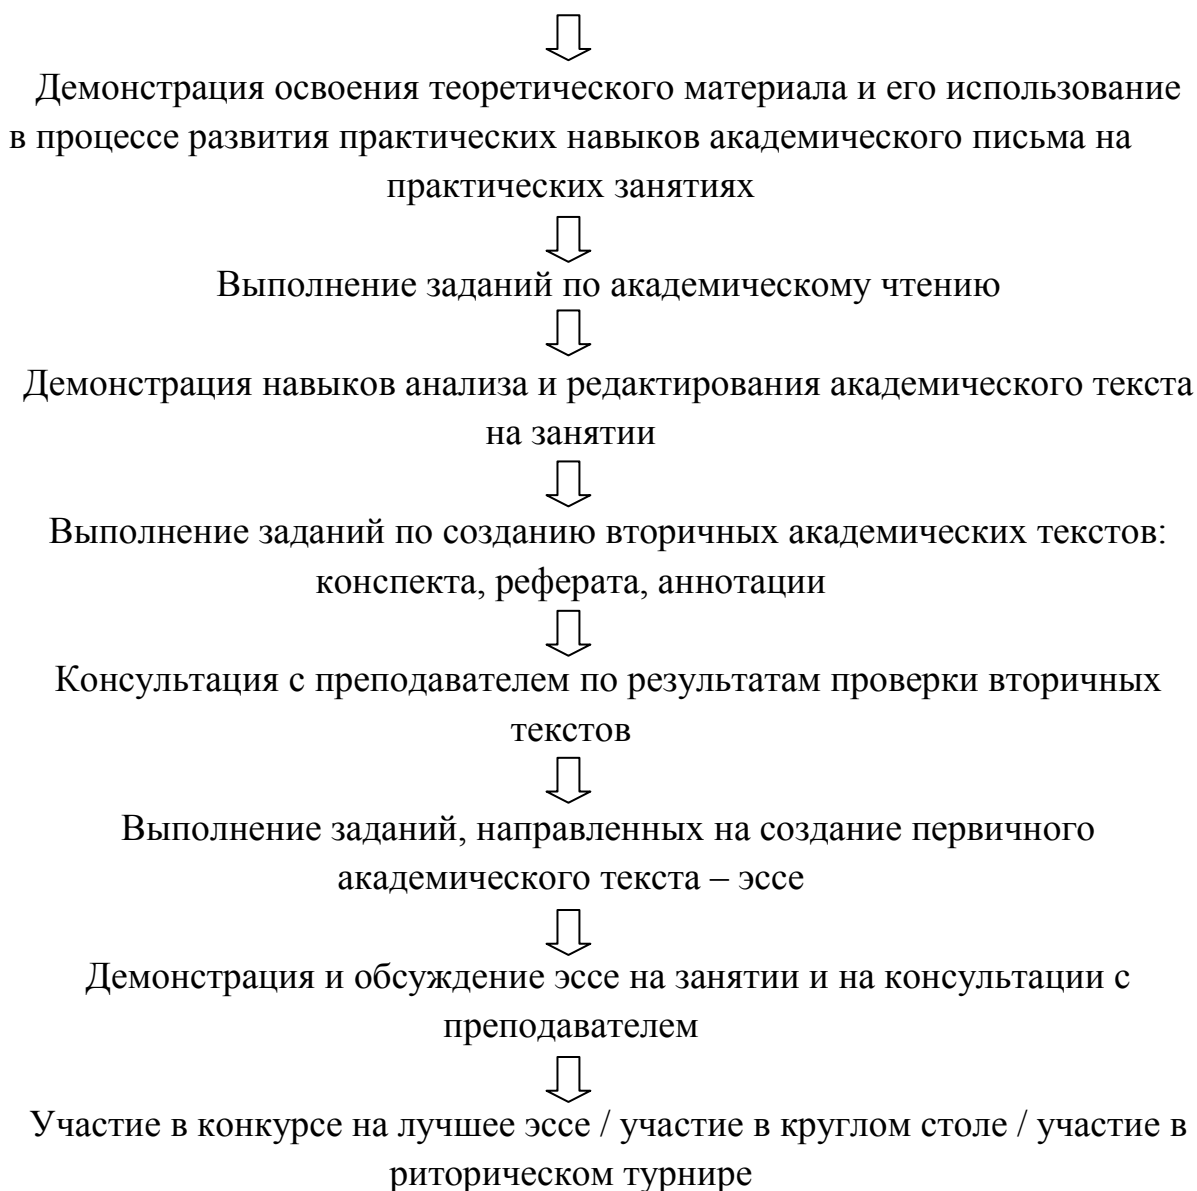 Демонстрация освоения теоретического материала и его использование
в процессе развития практических навыков академического письма на
практических занятиях
Выполнение заданий по академическому чтению
Демонстрация навыков анализа и редактирования академического текста
на занятии
Выполнение заданий по созданию вторичных академических текстов:
конспекта, реферата, аннотации
Консультация с преподавателем по результатам проверки вторичных
текстов
Выполнение заданий, направленных на создание первичного
академического текста – эссе
Демонстрация и обсуждение эссе на занятии и на консультации с
преподавателем
Участие в конкурсе на лучшее эссе / участие в круглом столе / участие в
риторическом турнире